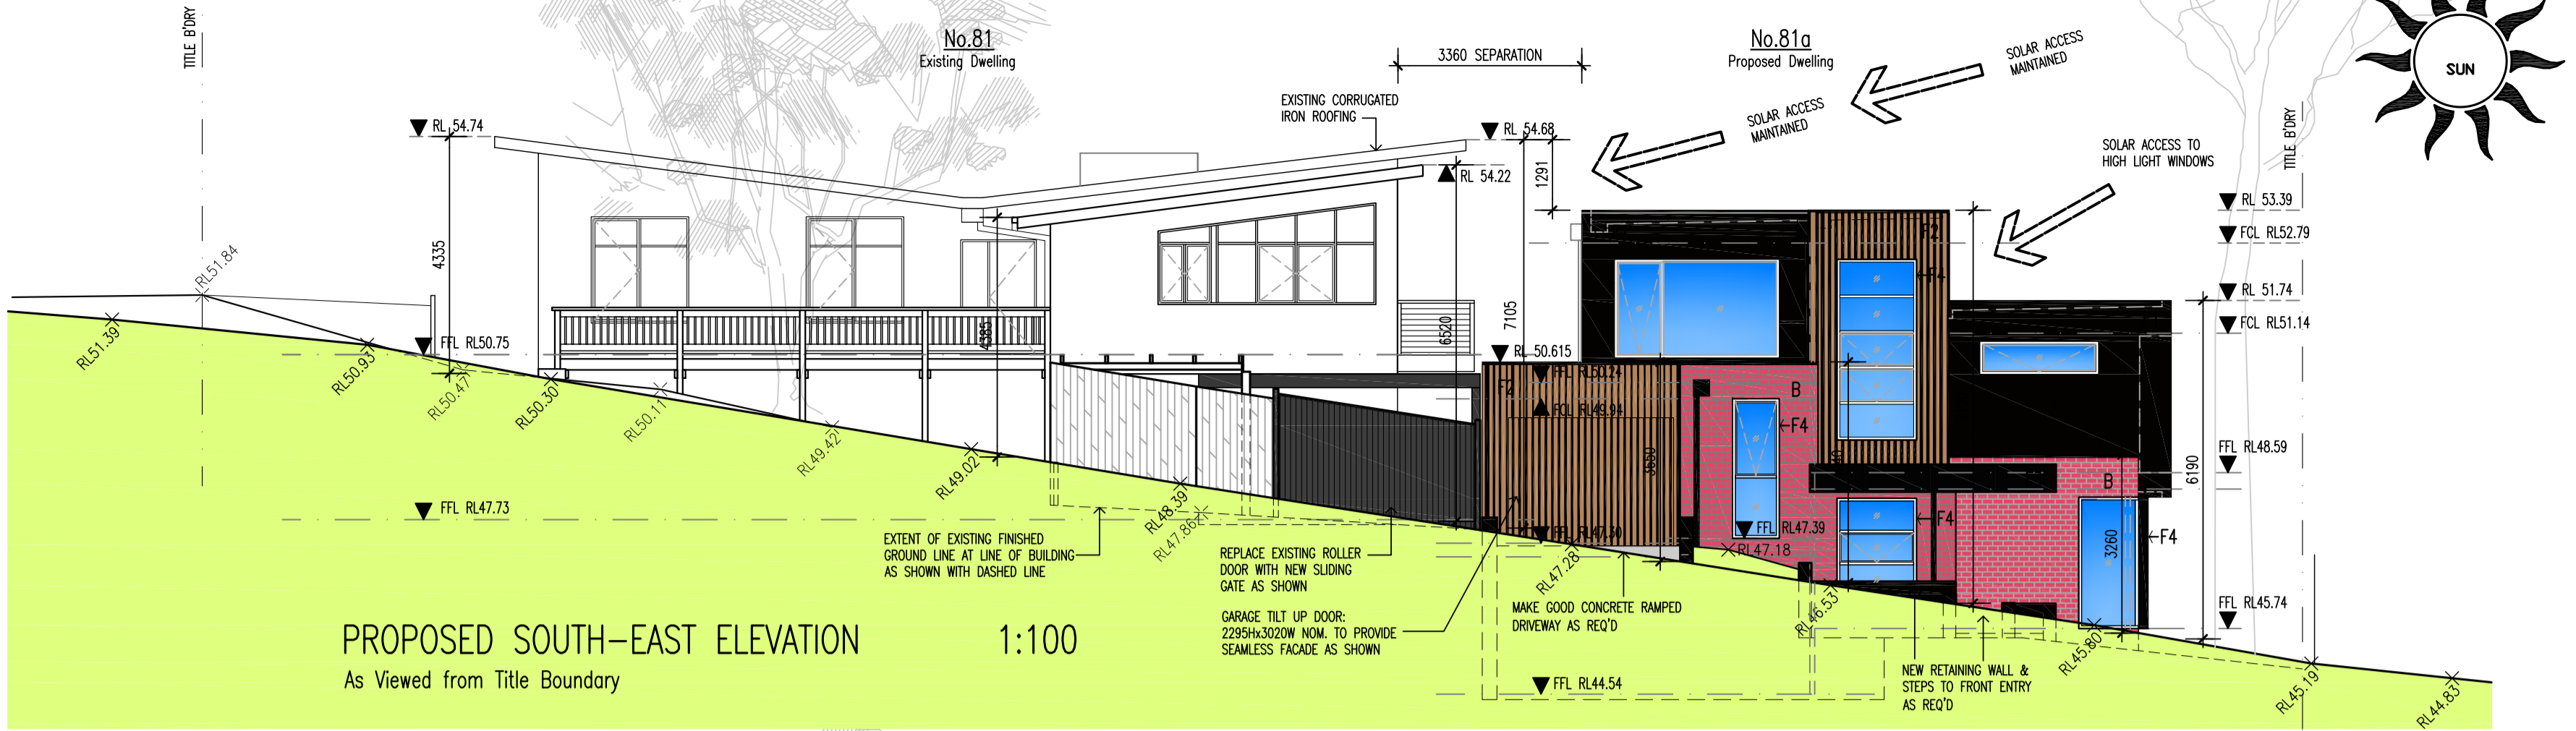 TITLE B'DRY
No.81
Existing Dwelling
No.81a
Proposed Dwelling
3360 SEPARATION
SOLAR ACCESS
MAINTAINED
SOLAR ACCESS
MAINTAINED
SUN
TITLE B'DRY
EXISTING CORRUGATED
IRON ROOFING
SOLAR ACCESS TO
HIGH LIGHT WINDOWS
RL 54.74
RL 54.68
RL 54.22
1291
4335
4385
6520
7105
RL 53.39
FCL RL52.79
RL 51.74
FCL RL51.14
FFL RL48.59
6190
FFL RL45.74
RL51.84
RL51.39
RL50.93
FFL RL50.75
RL50.47
RL50.30
RL50.11
RL49.42
RL49.02
RL48.39
RL47.86
FFL RL47.73
RL 50.615
FFL RL50.24
F2
FCL RL49.94
F2
F4
B
F4
F4
B
F4
3260
FFL RL47.30
FFL RL47.39
RL47.18
RL47.28
RL46.53
RL45.80
RL45.19
RL44.83
FFL RL44.54
EXTENT OF EXISTING FINISHED
GROUND LINE AT LINE OF BUILDING
AS SHOWN WITH DASHED LINE
REPLACE EXISTING ROLLER
DOOR WITH NEW SLIDING
GATE AS SHOWN
GARAGE TILT UP DOOR:
2295Hx3020W NOM. TO PROVIDE
SEAMLESS FACADE AS SHOWN
MAKE GOOD CONCRETE RAMPED
DRIVEWAY AS REQ'D
NEW RETAINING WALL &
STEPS TO FRONT ENTRY
AS REQ'D
PROPOSED SOUTH-EAST ELEVATION 1:100
As Viewed from Title Boundary